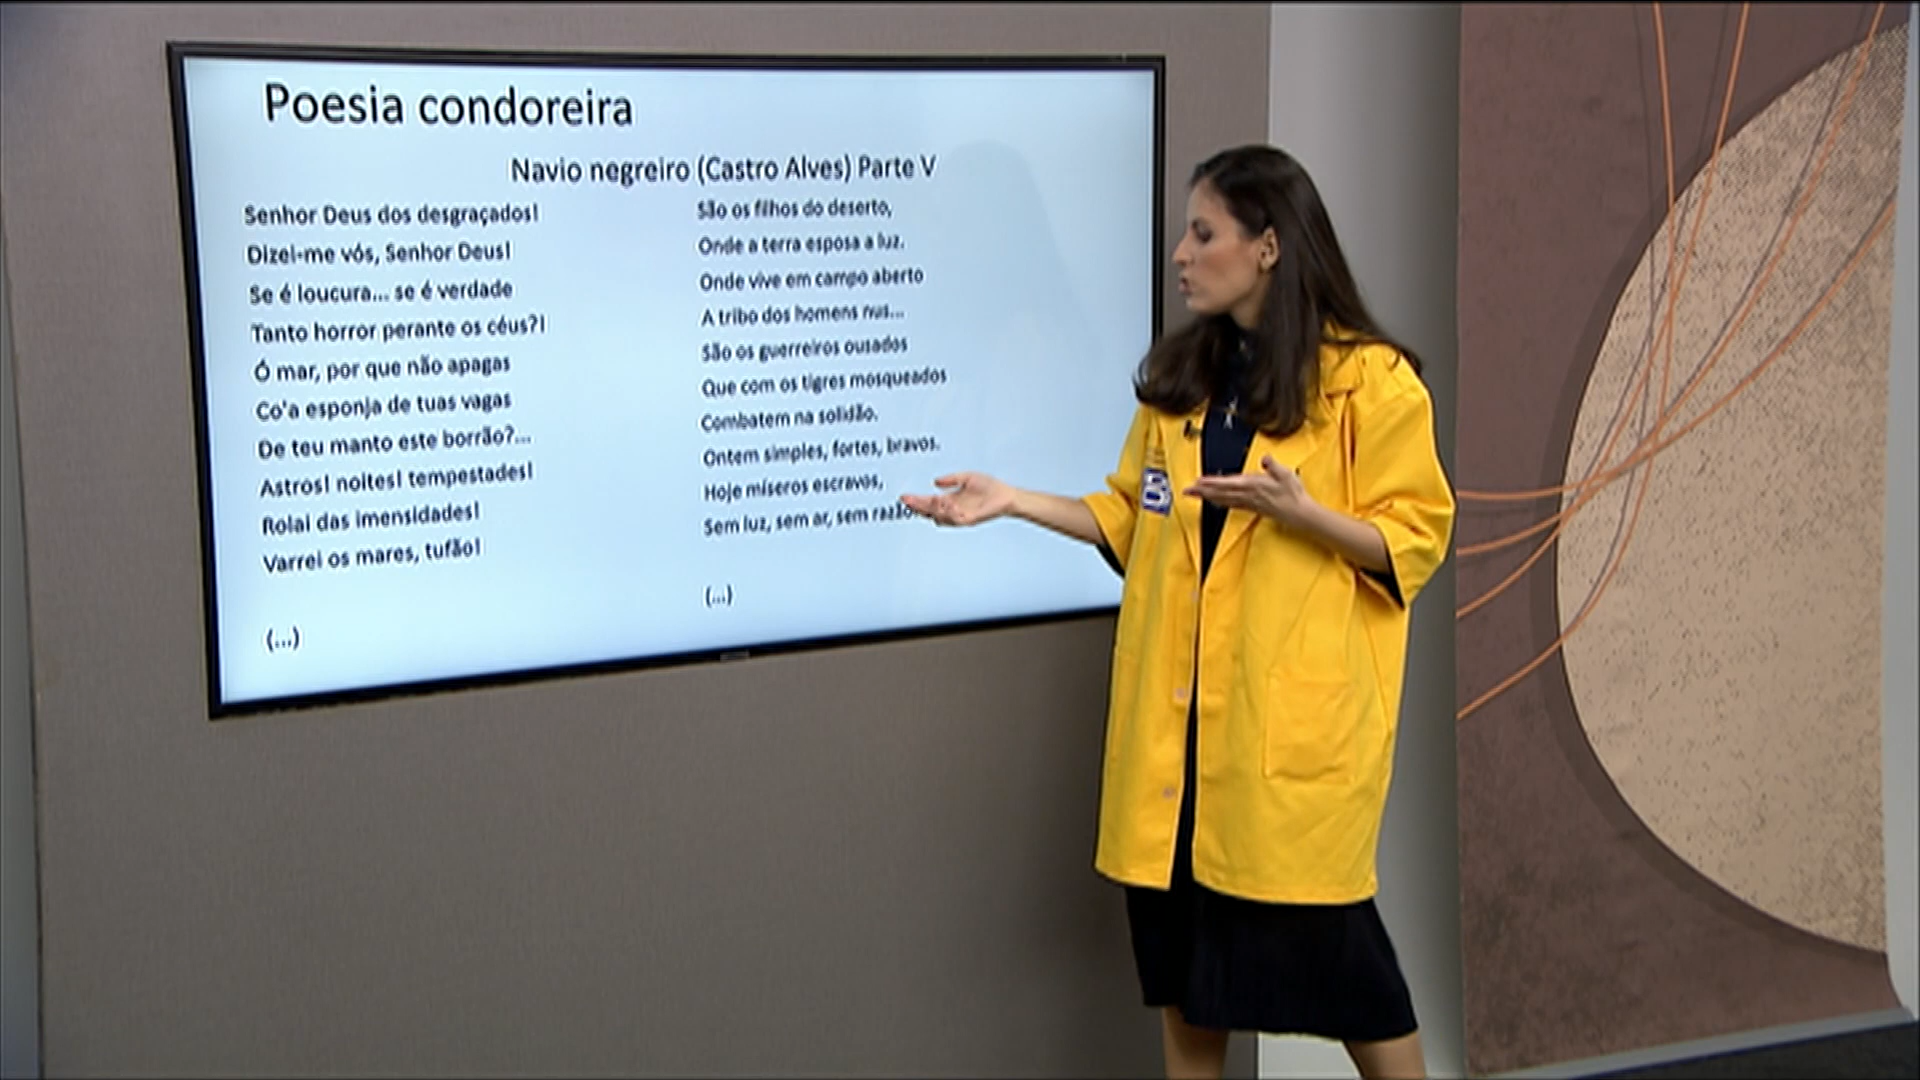 Poesia condoreira
Navio negreiro (Castro Alves) Parte V
Senhor Deus dos desgraçados!
Dizei-me vós, Senhor Deus!
Se é loucura... se é verdade
Tanto horror perante os céus?!
Ó mar, por que não apagas
Co'a esponja de tuas vagas
De teu manto este borrão?...
Astros! noites! tempestades!
Rolai das imensidades!
Varrei os mares, tufão!
(...)
São os filhos do deserto,
Onde a terra esposa a luz.
Onde vive em campo aberto
A tribo dos homens nus...
São os guerreiros ousados
Que com os tigres mosqueados
Combatem na solidão.
Ontem simples, fortes, bravos.
Hoje míseros escravos,
Sem luz, sem ar, sem razão
(...)